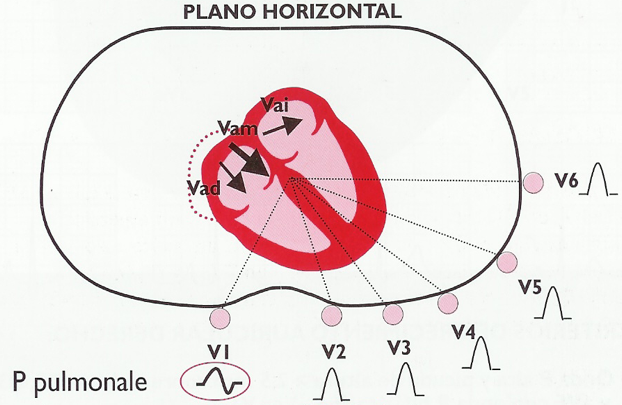 PLANO HORIZONTAL
Vai
Vam
Vad
V6
V5
V4
V3
V2
V1
P pulmonale